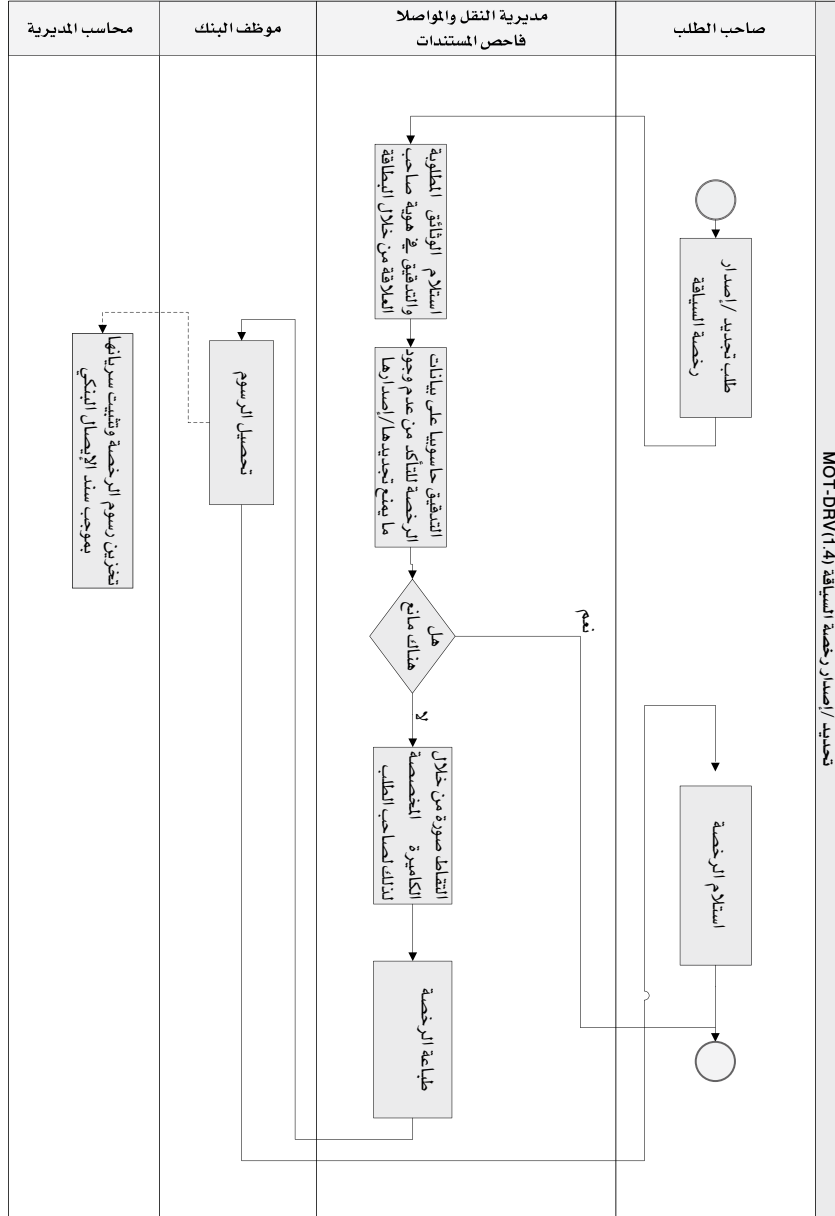 تجديد /إصدار رخصة السياقة MOT-DRV(1.4)
صاحب الطلب
مديرية النقل والمواصلا
فاحص المستندات
موظف البنك
محاسب المديرية
طلب تجديد /إصدار
رخصة السياقة
استلام الوثائق المطلوبة
والتدقيق في هوية صاحب
العلاقة من خلال البطاقة
التدقيق حاسوبيا على بيانات
الرخصة للتأكد من عدم وجود
ما يمنع تجديدها/إصدارها
هل
هناك مانع
نعم
لا
التقاط صورة من خلال
الكاميرة المخصصة
لذلك لصاحب الطلب
طباعة الرخصة
تحصيل الرسوم
تخزين رسوم الرخصة وتثبيت سريانها
بموجب سند الإيصال البنكي
استلام الرخصة